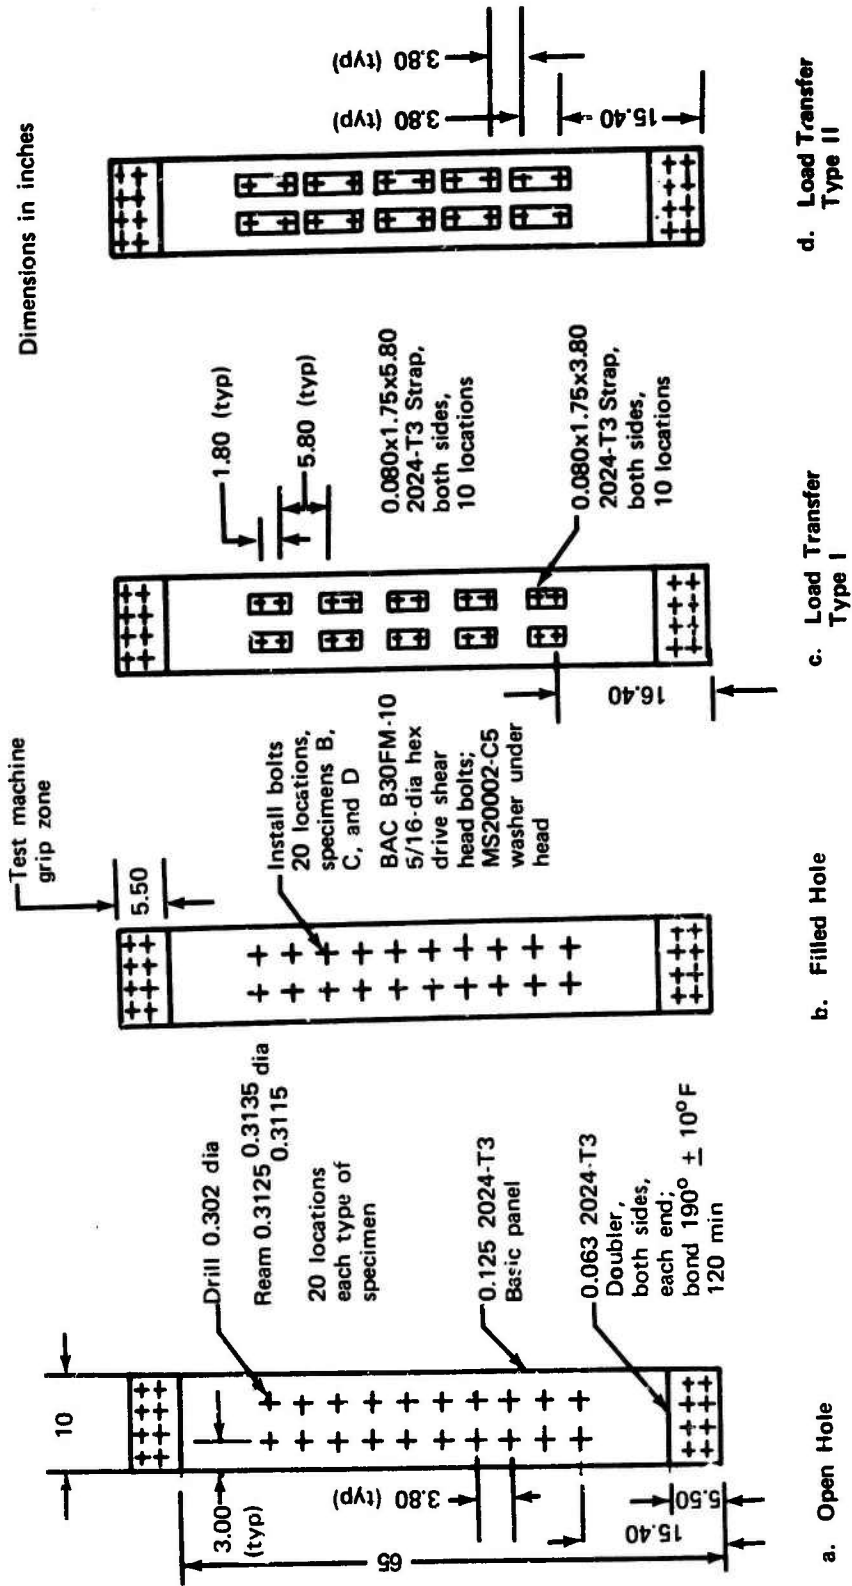 Dimensions in inches
10
3.00
(typ)
65
3.80 (typ)
15.40
5.50
Drill 0.302 dia
Ream 0.3125 0.3135 dia
0.3115
20 locations
each type of
specimen
0.125 2024-T3
Basic panel
0.063 2024-T3
Doubler,
both sides,
each end;
bond 190° ± 10°F
120 min
a. Open Hole
Test machine
grip zone
5.50
Install bolts
20 locations,
specimens B,
C, and D
BAC B30FM-10
5/16-dia hex
drive shear
head bolts;
MS20002-C5
washer under
head
b. Filled Hole
1.80 (typ)
5.80 (typ)
0.080x1.75x5.80
2024-T3 Strap,
both sides,
10 locations
0.080x1.75x3.80
2024-T3 Strap,
both sides,
10 locations
16.40
c. Load Transfer
Type I
3.80 (typ)
3.80 (typ)
15.40
d. Load Transfer
Type II